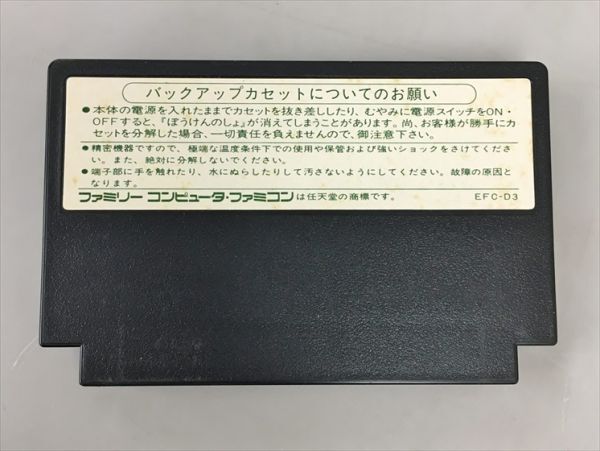 バックアップカセットについてのお願い
●本体の電源を入れたままでカセットを抜き差ししたり、むやみに電源スイッチをON・
OFFすると、『ぼうけんのしょ』が消えてしまうことがあります。尚、お客様が勝手にカ
セットを分解した場合、一切責任を負えませんので、御注意下さい。
●精密機器ですので、極端な温度条件下での使用や保管および強いショックをさけてくださ
い。また、絶対に分解しないでください。
●端子部に手を触れたり、水にぬらしたりして汚さないようにしてください。故障の原因と
なります。
ファミリーコンピュータ・ファミコンは任天堂の商標です。 EFC-D3